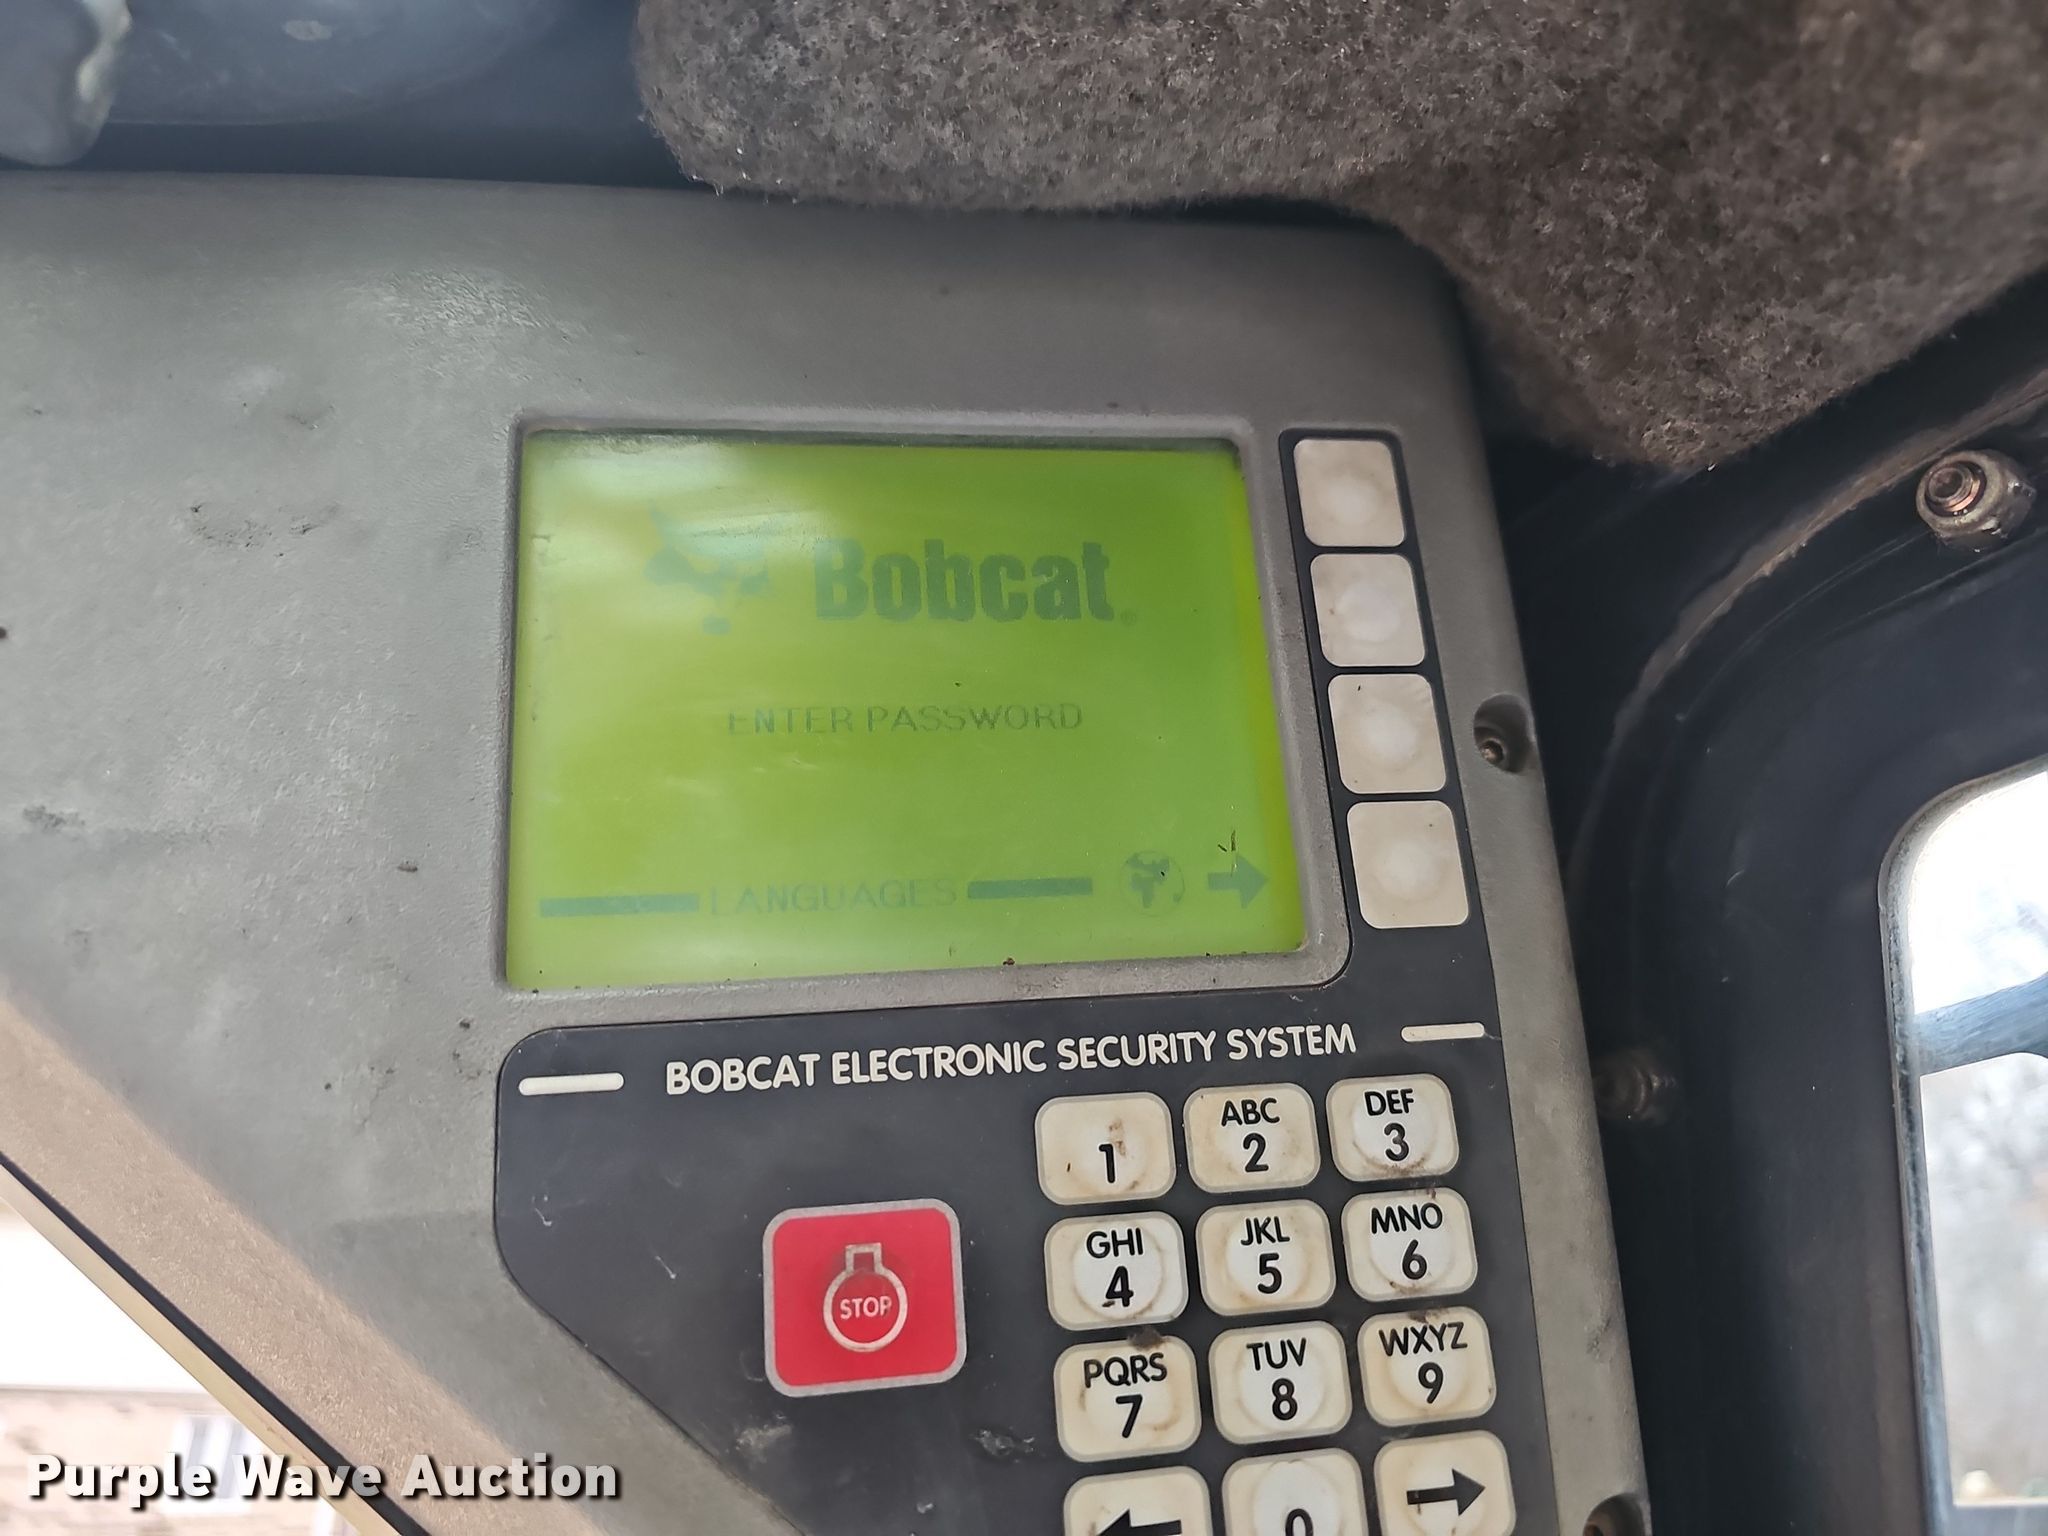 Bobcat®
ENTER PASSWORD
LANGUAGES
BOBCAT ELECTRONIC SECURITY SYSTEM
1
ABC
2
DEF
3
GHI
4
JKL
5
MNO
6
STOP
PQRS
7
TUV
8
WXYZ
9
0
Purple Wave Auction